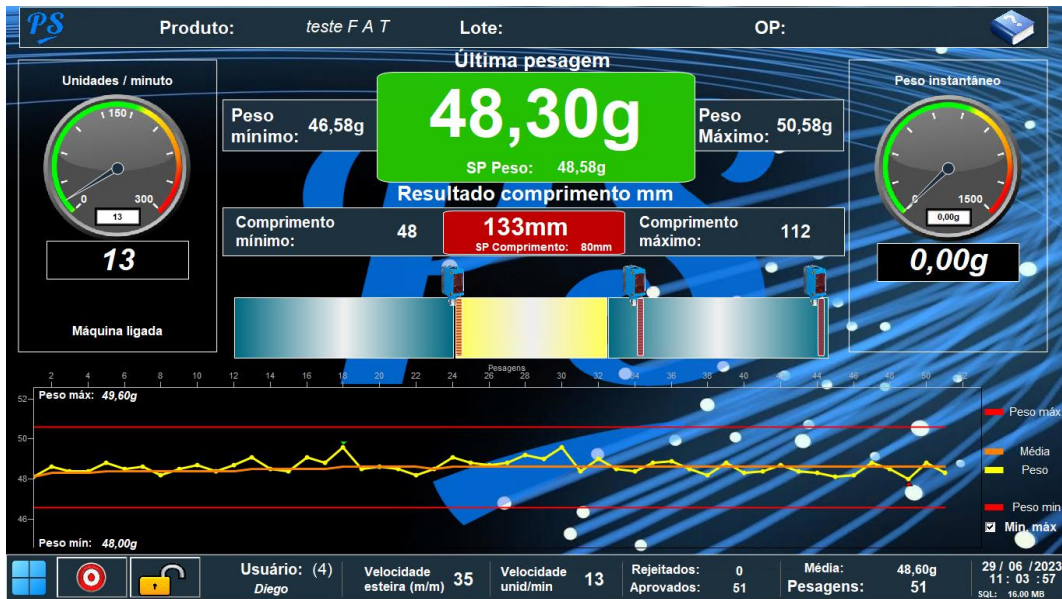 PS Produto: teste F A T Lote: OP:
Última pesagem
Unidades / minuto
150
0 300
13
13
Máquina ligada
Peso mínimo: 46,58g
48,30g
SP Peso: 48,58g
Peso Máximo: 50,58g
Resultado comprimento mm
Comprimento mínimo: 48
133mm
SP Comprimento: 80mm
Comprimento máximo: 112
Peso instantâneo
0 1500
0,00g
0,00g
Pesagens
2 4 6 8 10 12 14 16 18 20 22 24 26 28 30 32 34 36 38 40 42 44 46 48 50 52
Peso máx: 49,60g
52
50
48
46
Peso mín: 48,00g
Peso máx
Média
Peso
Peso min
Min, máx
Usuário: (4)
Diego
Velocidade esteira (m/m) 35
Velocidade unid/min 13
Rejeitados: 0
Aprovados: 51
Média: 48,60g
Pesagens: 51
29 / 06 / 2023
11 : 03 : 57
SQL: 16.00 MB